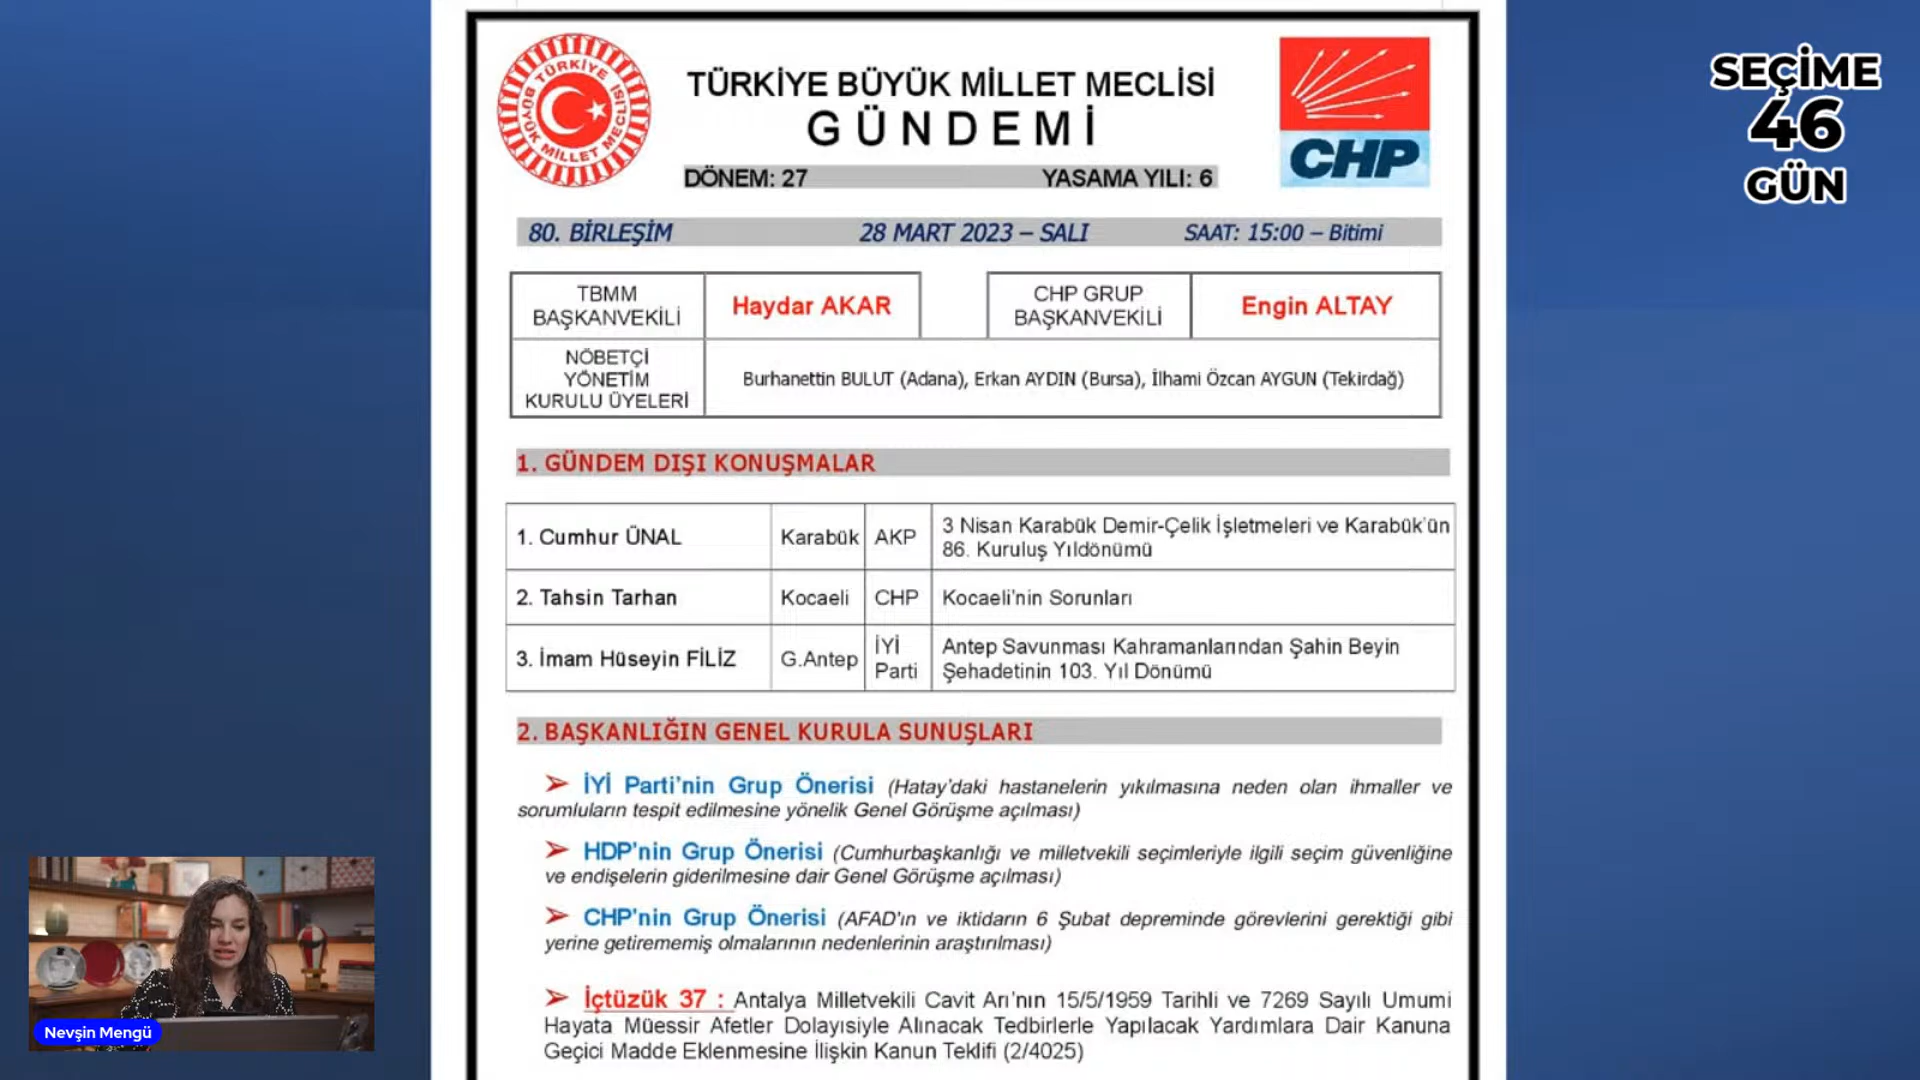 TÜRKİYE BÜYÜK MİLLET MECLİSİ
GÜNDEMİ
TÜRKİYE BÜYÜK MİLLET MECLİSİ
CHP
DÖNEM: 27 YASAMA YILI: 6
SEÇİME
46
GÜN
80. BİRLEŞİM 28 MART 2023 – SALI SAAT: 15:00 – Bitimi
TBMM
BAŞKANVEKİLİ
Haydar AKAR
CHP GRUP
BAŞKANVEKİLİ
Engin ALTAY
NÖBETÇİ
YÖNETİM
KURULU ÜYELERİ
Burhanettin BULUT (Adana), Erkan AYDIN (Bursa), İlhami Özcan AYGUN (Tekirdağ)
1. GÜNDEM DIŞI KONUŞMALAR
1. Cumhur ÜNAL Karabük AKP
3 Nisan Karabük Demir-Çelik İşletmeleri ve Karabük'ün
86. Kuruluş Yıldönümü
2. Tahsin Tarhan Kocaeli CHP Kocaeli'nin Sorunları
3. İmam Hüseyin FİLİZ G.Antep
İYİ
Parti
Antep Savunması Kahramanlarından Şahin Beyin
Şehadetinin 103. Yıl Dönümü
2. BAŞKANLIĞIN GENEL KURULA SUNUŞLARI
➢ İYİ Parti'nin Grup Önerisi (Hatay'daki hastanelerin yıkılmasına neden olan ihmaller ve
sorumluların tespit edilmesine yönelik Genel Görüşme açılması)
➢ HDP'nin Grup Önerisi (Cumhurbaşkanlığı ve milletvekili seçimleriyle ilgili seçim güvenliğine
ve endişelerin giderilmesine dair Genel Görüşme açılması)
➢ CHP'nin Grup Önerisi (AFAD'ın ve iktidarın 6 Şubat depreminde görevlerini gerektiği gibi
yerine getirememiş olmalarının nedenlerinin araştırılması)
➢ İçtüzük 37 : Antalya Milletvekili Cavit Arı'nın 15/5/1959 Tarihli ve 7269 Sayılı Umumi
Hayata Müessir Afetler Dolayısiyle Alınacak Tedbirlerle Yapılacak Yardımlara Dair Kanuna
Geçici Madde Eklenmesine İlişkin Kanun Teklifi (2/4025)
Nevşin Mengü